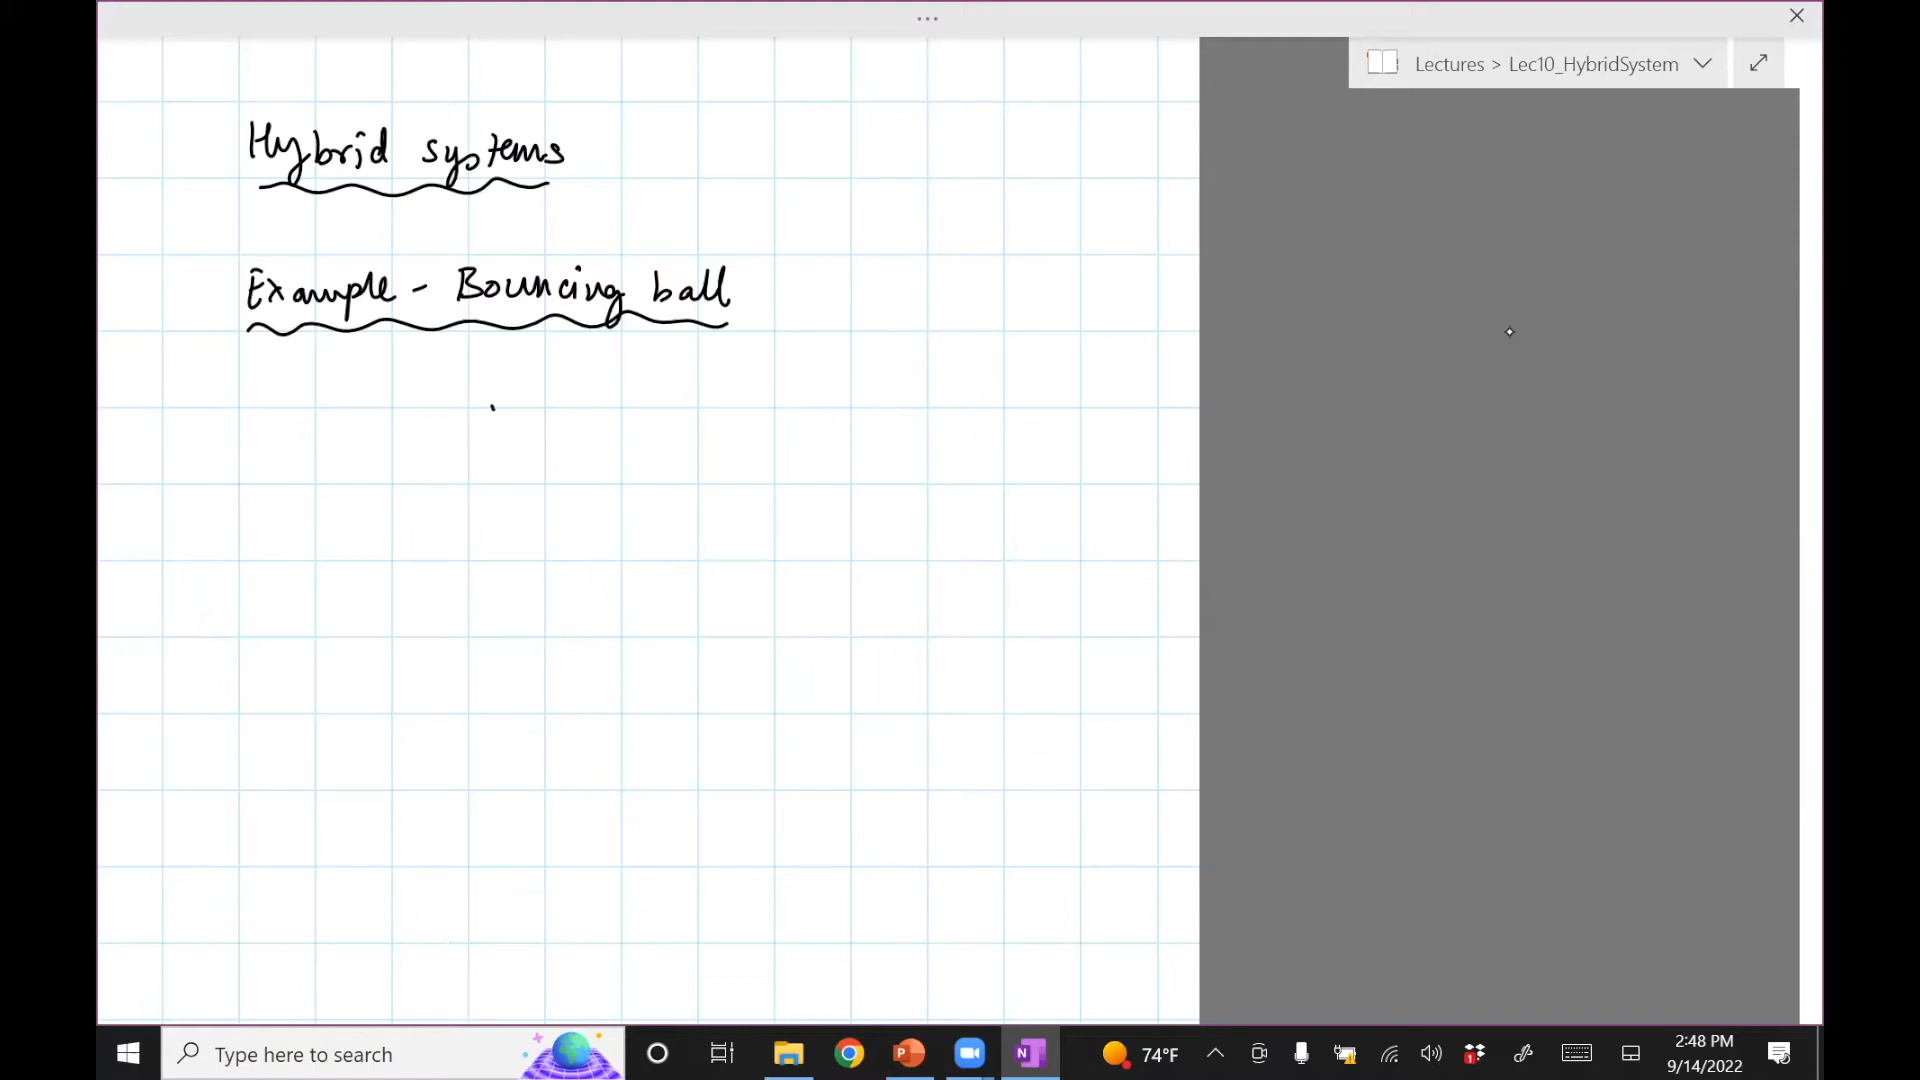 Lectures > Lec10_HybridSystem
Hybrid systems
Example - Bouncing ball
Type here to search
74°F
2:48 PM
9/14/2022